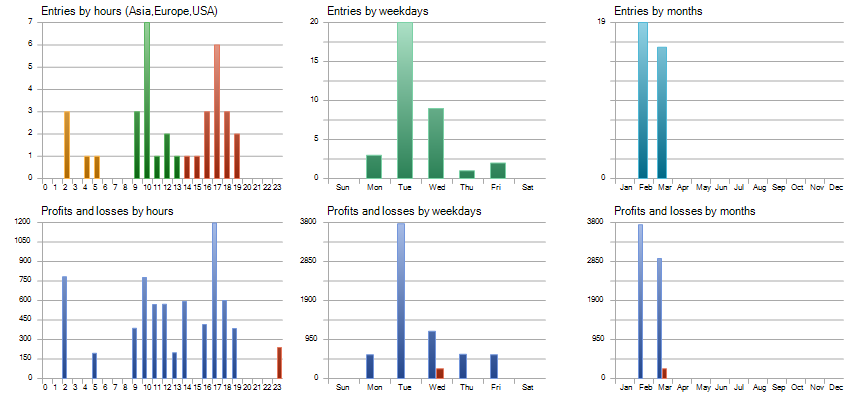 Entries by hours (Asia,Europe,USA)
7
6
5
4
3
2
1
0
0 1 2 3 4 5 6 7 8 9 10 11 12 13 14 15 16 17 18 19 20 21 22 23
Entries by weekdays
20
15
10
5
0
Sun Mon Tue Wed Thu Fri Sat
Entries by months
19
0
Jan Feb Mar Apr May Jun Jul Aug Sep Oct Nov Dec
Profits and losses by hours
1200
1050
900
750
600
450
300
150
0
0 1 2 3 4 5 6 7 8 9 10 11 12 13 14 15 16 17 18 19 20 21 22 23
Profits and losses by weekdays
3800
2850
1900
950
0
Sun Mon Tue Wed Thu Fri Sat
Profits and losses by months
3800
2850
1900
950
0
Jan Feb Mar Apr May Jun Jul Aug Sep Oct Nov Dec